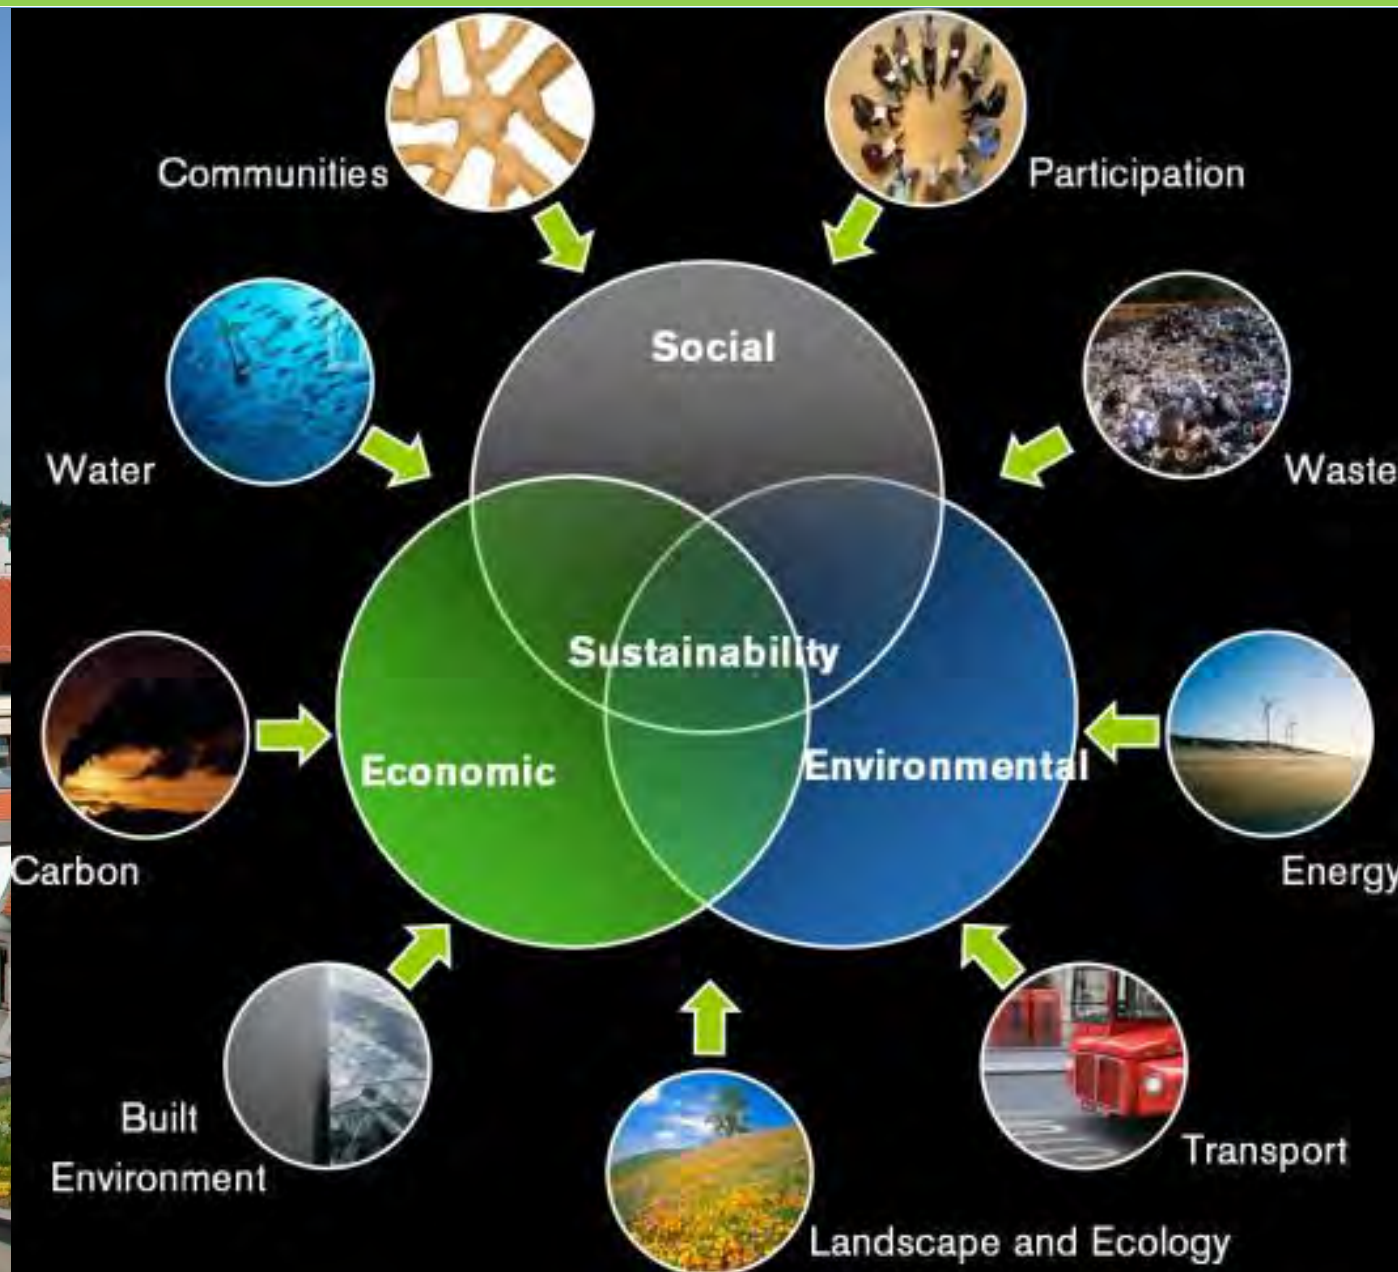 Communities
Participation
Social
Water
Waste
Sustainability
Economic
Environmental
Carbon
Energy
Built
Environment
Transport
Landscape and Ecology